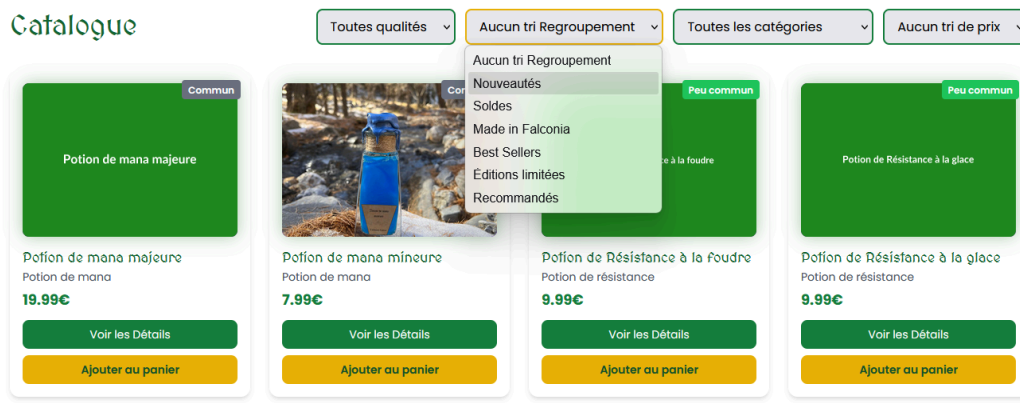 Catalogue
Toutes qualités
Aucun tri Regroupement
Toutes les catégories
Aucun tri de prix
Aucun tri Regroupement
Nouveautés
Soldes
Made in Falconia
Best Sellers
Éditions limitées
Recommandés
Commun
Potion de mana majeure
Potion de mana majeure
Potion de mana
19.99€
Voir les Détails
Ajouter au panier
Potion de mana mineure
Potion de mana
7.99€
Voir les Détails
Ajouter au panier
Peu commun
à la foudre
Potion de Résistance à la foudre
Potion de résistance
9.99€
Voir les Détails
Ajouter au panier
Peu commun
Potion de Résistance à la glace
Potion de Résistance à la glace
Potion de résistance
9.99€
Voir les Détails
Ajouter au panier